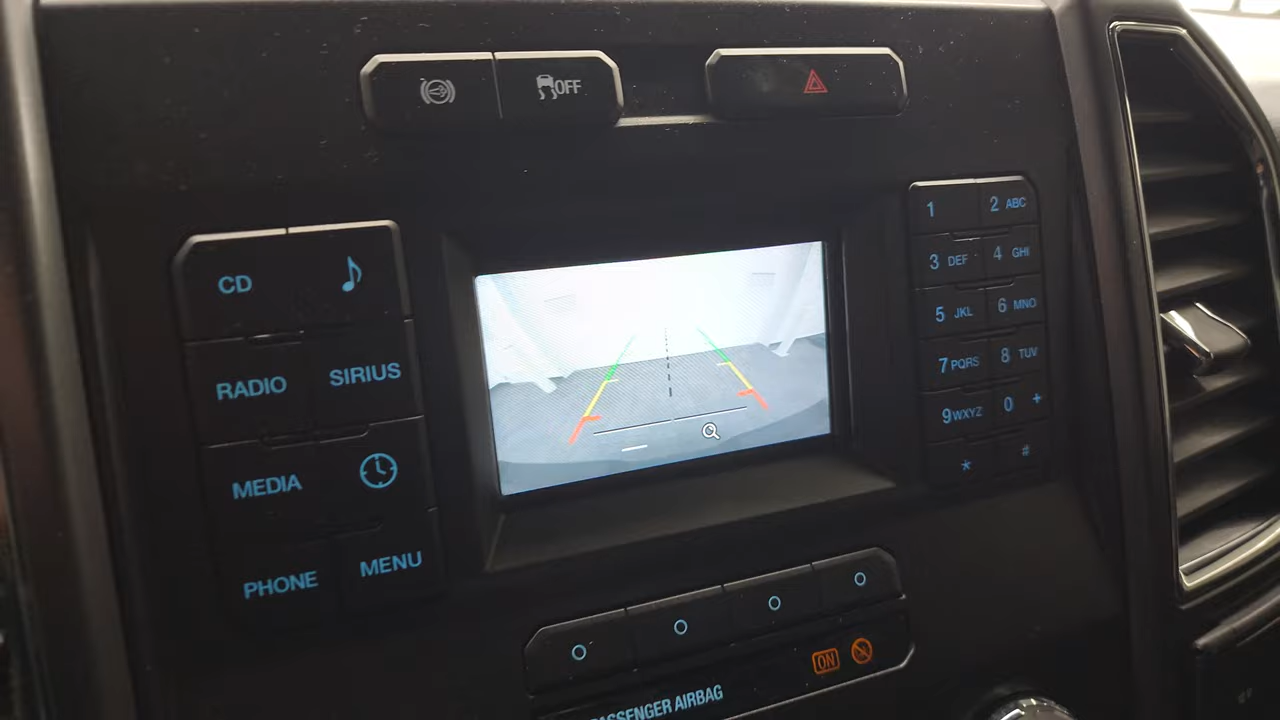 OFF
CD
RADIO
SIRIUS
MEDIA
PHONE
MENU
1
2 ABC
3 DEF
4 GHI
5 JKL
6 MNO
7 PQRS
8 TUV
9 WXYZ
0 +
*
#
ON
PASSENGER AIRBAG